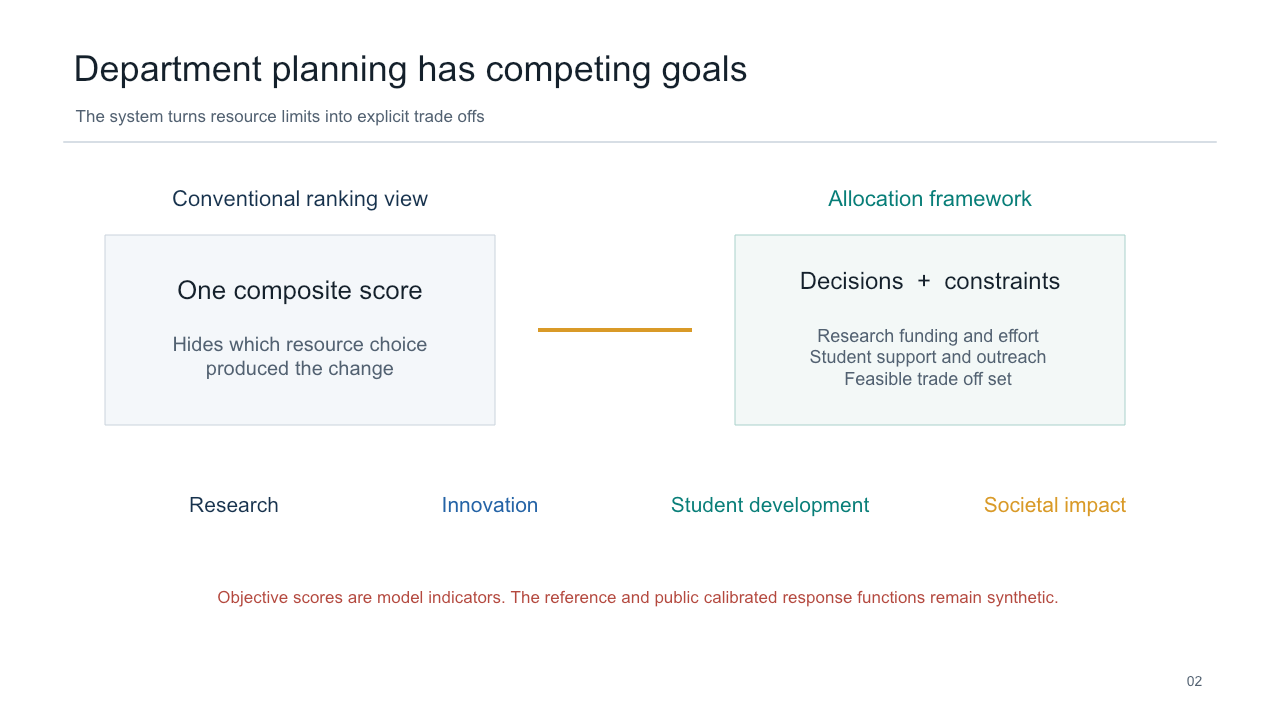 Department planning has competing goals
The system turns resource limits into explicit trade offs
Conventional ranking view
Allocation framework
One composite score
Hides which resource choice
produced the change
Decisions + constraints
Research funding and effort
Student support and outreach
Feasible trade off set
Research
Innovation
Student development
Societal impact
Objective scores are model indicators. The reference and public calibrated response functions remain synthetic.
02